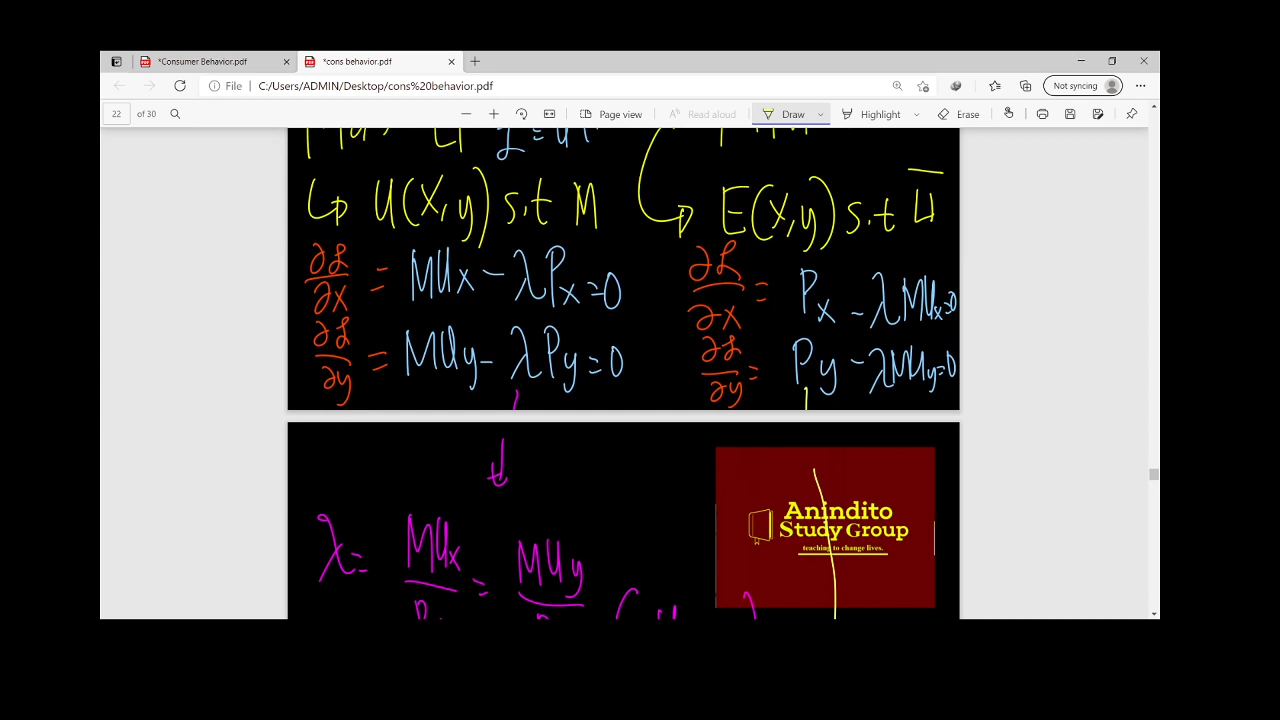 *Consumer Behavior.pdf
*cons behavior.pdf
File C:/Users/ADMIN/Desktop/cons%20behavior.pdf
Not syncing
22 of 30
Page view
Read aloud
Draw
Highlight
Erase
↳ U(X,y) s.t M
E(X,y) s.t U̅
∂ℒ/∂X = MUx − λPx = 0
∂ℒ/∂y = MUy − λPy = 0
∂ℒ/∂X = Px − λMUx = 0
∂ℒ/∂y = Py − λMUy = 0
λ = MUx = MUy
Anindito
Study Group
teaching to change lives.